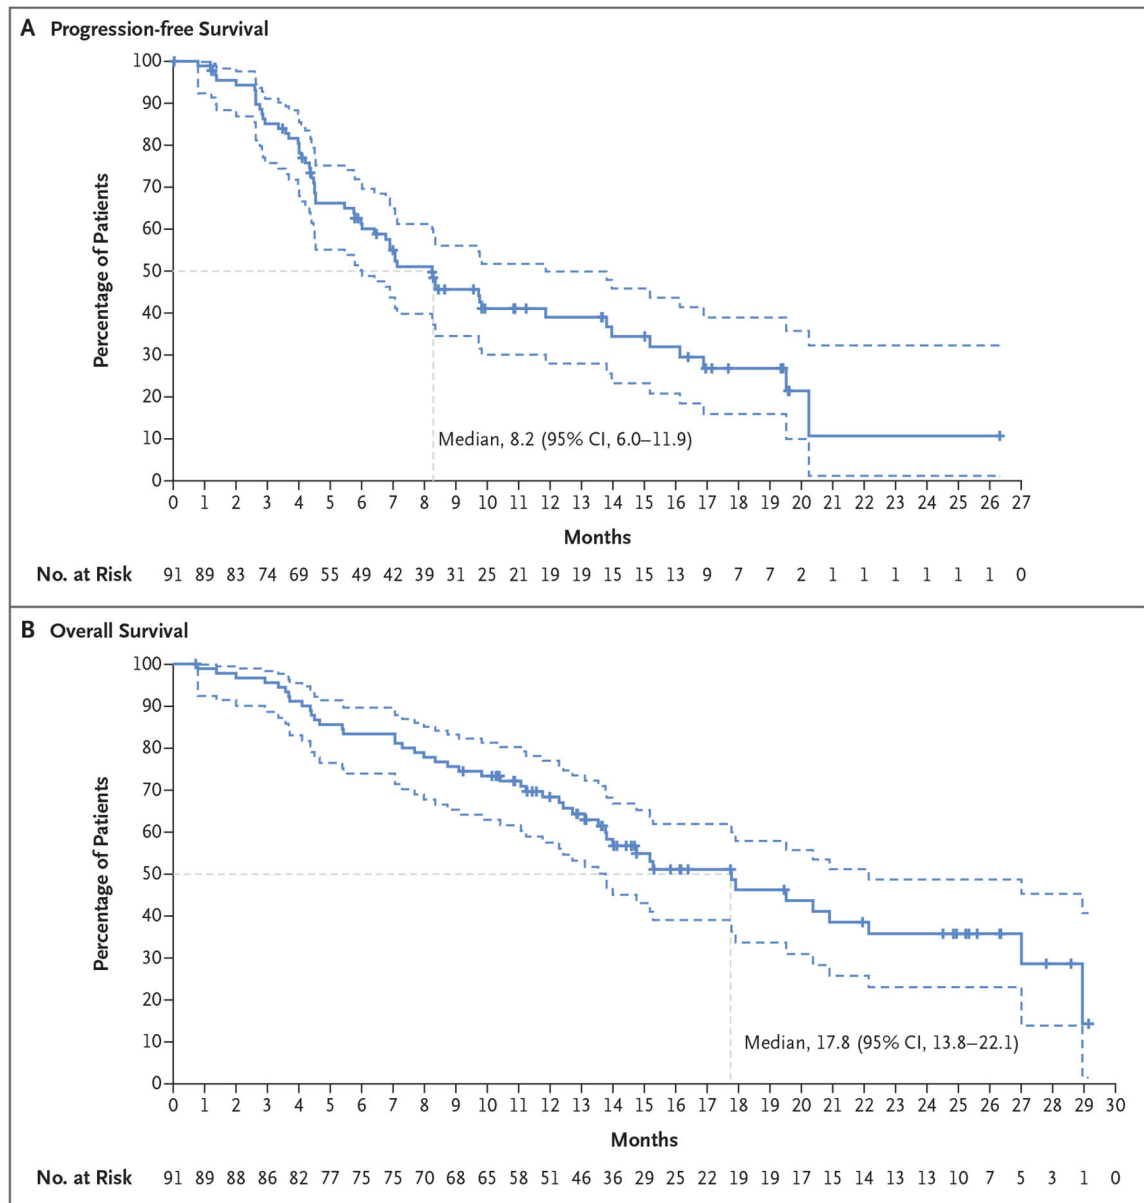 A Progression-free Survival
100
90
80
70
60
50
40
30
20
10
0
Percentage of Patients
Median, 8.2 (95% CI, 6.0–11.9)
0 1 2 3 4 5 6 7 8 9 10 11 12 13 14 15 16 17 18 19 20 21 22 23 24 25 26 27
Months
No. at Risk 91 89 83 74 69 55 49 42 39 31 25 21 19 19 15 15 13 9 7 7 2 1 1 1 1 1 1 0
B Overall Survival
100
90
80
70
60
50
40
30
20
10
0
Percentage of Patients
Median, 17.8 (95% CI, 13.8–22.1)
0 1 2 3 4 5 6 7 8 9 10 11 12 13 14 15 16 17 18 19 20 21 22 23 24 25 26 27 28 29 30
Months
No. at Risk 91 89 88 86 82 77 75 75 70 68 65 58 51 46 36 29 25 22 19 19 17 15 14 13 13 10 7 5 3 1 0